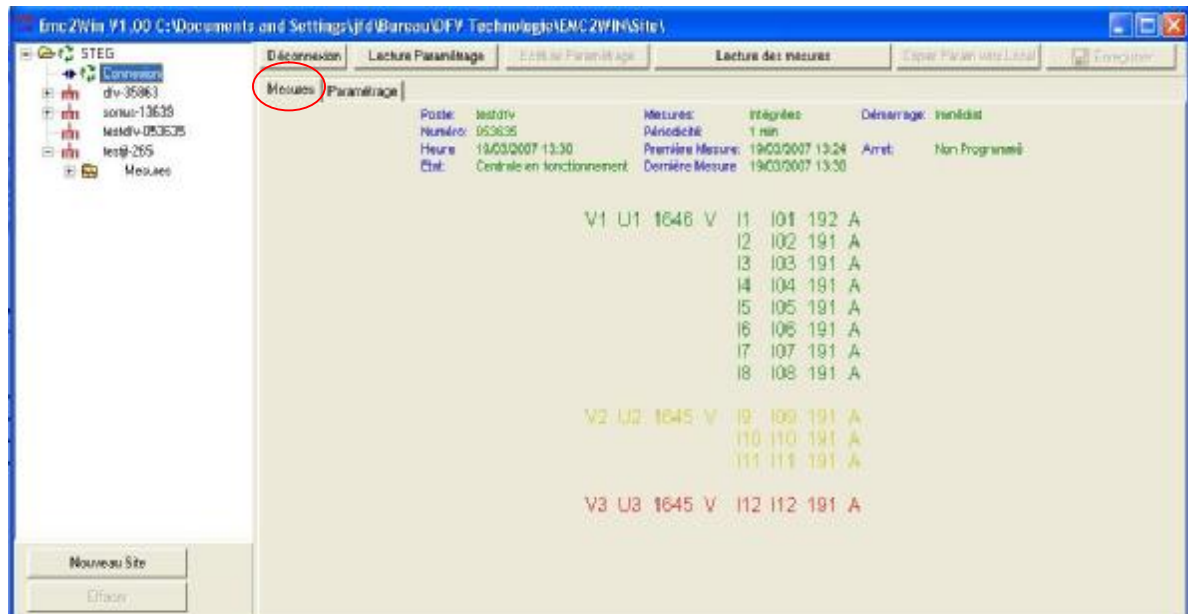 Emc2Win V1,00 C:\Documents and Settings\jfd\Bureau\DFV Technologie\EMC2WIN\Site\
STEG
Connexion
dfv-35863
sonus-13639
testdfv-053635
test@-265
Mesures
Nouveau Site
Effacer
Déconnexion Lecture Paramétrage Ecriture Paramétrage Lecture des mesures Copier Param vers Local Enregistrer
Mesures Paramétrage
Poste: testdfv Mesures: Intégrées Démarrage: Immédiat
Numéro: 053635 Périodicité: 1 min
Heure 19/03/2007 13:30 Première Mesure: 19/03/2007 13:24 Arret: Non Programmé
Etat: Centrale en fonctionnement Dernière Mesure 19/03/2007 13:30
V1 U1 1646 V I1 I01 192 A
I2 I02 191 A
I3 I03 191 A
I4 I04 191 A
I5 I05 191 A
I6 I06 191 A
I7 I07 191 A
I8 I08 191 A
V2 U2 1645 V I9 I09 191 A
I10 I10 191 A
I11 I11 191 A
V3 U3 1645 V I12 I12 191 A